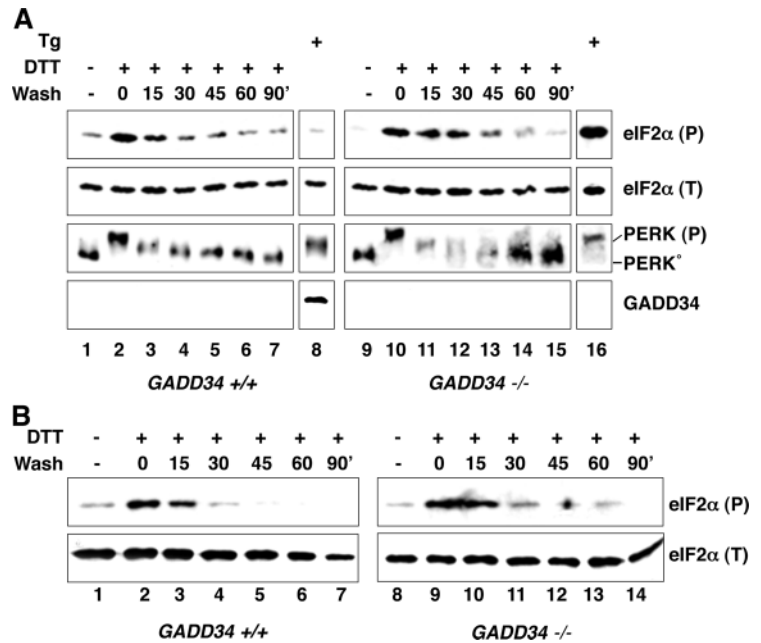 A
Tg + +
DTT - + + + + + + - + + + + + +
Wash - 0 15 30 45 60 90' - 0 15 30 45 60 90'
eIF2α (P)
eIF2α (T)
PERK (P)
PERK°
GADD34
1 2 3 4 5 6 7 8 9 10 11 12 13 14 15 16
GADD34 +/+ GADD34 -/-
B
DTT - + + + + + + - + + + + + +
Wash - 0 15 30 45 60 90' - 0 15 30 45 60 90'
eIF2α (P)
eIF2α (T)
1 2 3 4 5 6 7 8 9 10 11 12 13 14
GADD34 +/+ GADD34 -/-